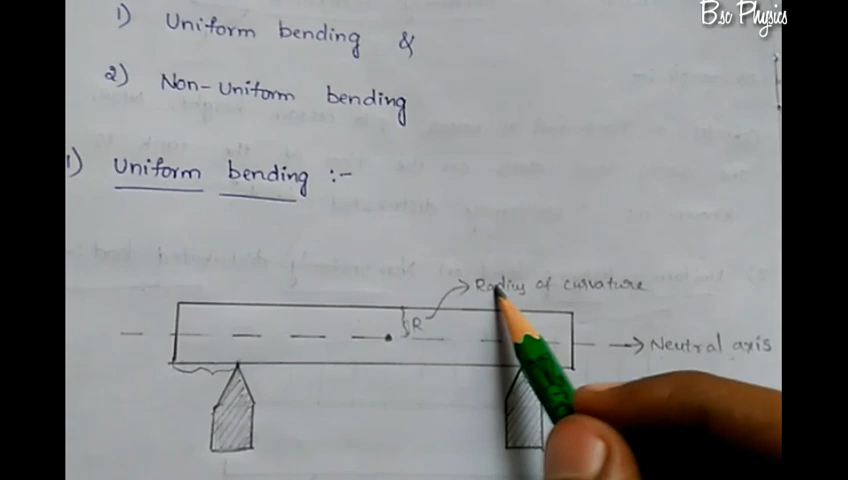 Bsc Physics
1) Uniform bending &
2) Non-Uniform bending
1) Uniform bending :-
Radius of curvature
R
Neutral axis